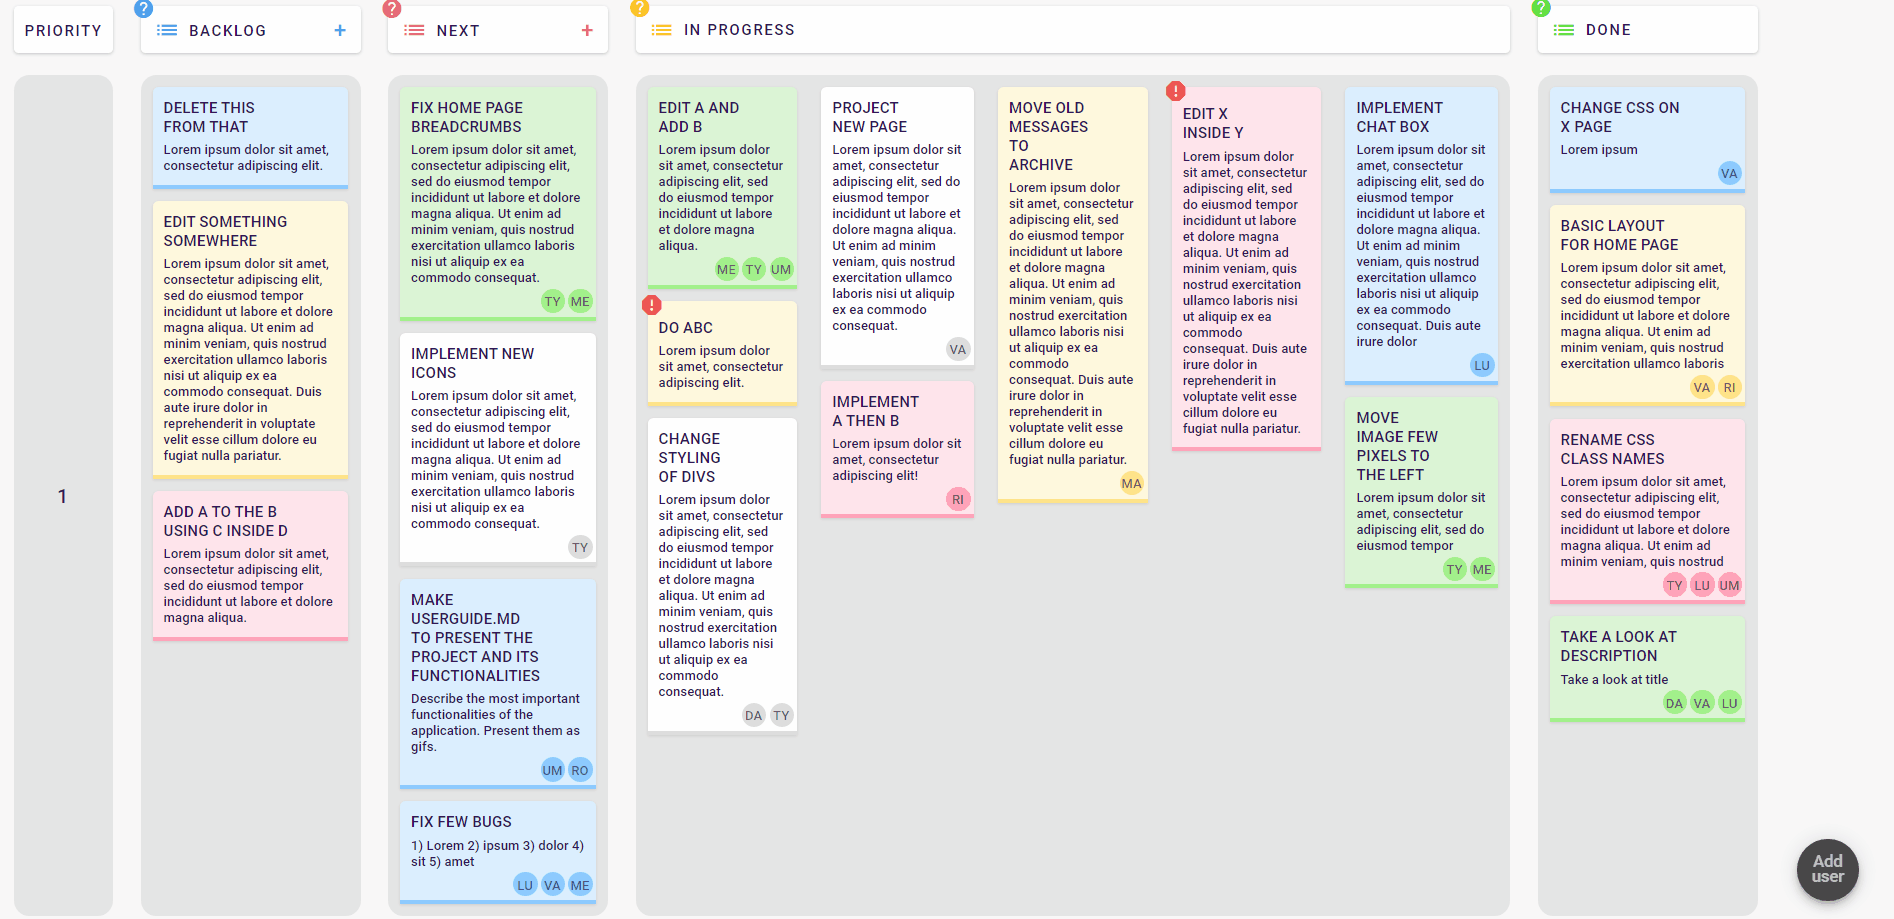 PRIORITY
?
BACKLOG
+
?
NEXT
+
?
IN PROGRESS
?
DONE
1
DELETE THIS
FROM THAT
Lorem ipsum dolor sit amet,
consectetur adipiscing elit.
EDIT SOMETHING
SOMEWHERE
Lorem ipsum dolor sit amet,
consectetur adipiscing elit,
sed do eiusmod tempor
incididunt ut labore et dolore
magna aliqua. Ut enim ad
minim veniam, quis nostrud
exercitation ullamco laboris
nisi ut aliquip ex ea
commodo consequat. Duis
aute irure dolor in
reprehenderit in voluptate
velit esse cillum dolore eu
fugiat nulla pariatur.
ADD A TO THE B
USING C INSIDE D
Lorem ipsum dolor sit amet,
consectetur adipiscing elit,
sed do eiusmod tempor
incididunt ut labore et dolore
magna aliqua.
FIX HOME PAGE
BREADCRUMBS
Lorem ipsum dolor sit amet,
consectetur adipiscing elit,
sed do eiusmod tempor
incididunt ut labore et dolore
magna aliqua. Ut enim ad
minim veniam, quis nostrud
exercitation ullamco laboris
nisi ut aliquip ex ea
commodo consequat.
TY ME
IMPLEMENT NEW
ICONS
Lorem ipsum dolor sit amet,
consectetur adipiscing elit,
sed do eiusmod tempor
incididunt ut labore et dolore
magna aliqua. Ut enim ad
minim veniam, quis nostrud
exercitation ullamco laboris
nisi ut aliquip ex ea
commodo consequat.
TY
MAKE
USERGUIDE.MD
TO PRESENT THE
PROJECT AND ITS
FUNCTIONALITIES
Describe the most important
functionalities of the
application. Present them as
gifs.
UM RO
FIX FEW BUGS
1) Lorem 2) ipsum 3) dolor 4)
sit 5) amet
LU VA ME
EDIT A AND
ADD B
Lorem ipsum dolor
sit amet, consectetur
adipiscing elit, sed
do eiusmod tempor
incididunt ut labore
et dolore magna
aliqua.
ME TY UM
!
DO ABC
Lorem ipsum dolor
sit amet, consectetur
adipiscing elit.
CHANGE
STYLING
OF DIVS
Lorem ipsum dolor
sit amet, consectetur
adipiscing elit, sed
do eiusmod tempor
incididunt ut labore
et dolore magna
aliqua. Ut enim ad
minim veniam, quis
nostrud exercitation
ullamco laboris nisi
ut aliquip ex ea
commodo
consequat.
DA TY
PROJECT
NEW PAGE
Lorem ipsum dolor sit
amet, consectetur
adipiscing elit, sed do
eiusmod tempor
incididunt ut labore et
dolore magna aliqua.
Ut enim ad minim
veniam, quis nostrud
exercitation ullamco
laboris nisi ut aliquip
ex ea commodo
consequat.
VA
IMPLEMENT
A THEN B
Lorem ipsum dolor sit
amet, consectetur
adipiscing elit!
RI
MOVE OLD
MESSAGES
TO
ARCHIVE
Lorem ipsum dolor
sit amet, consectetur
adipiscing elit, sed
do eiusmod tempor
incididunt ut labore
et dolore magna
aliqua. Ut enim ad
minim veniam, quis
nostrud exercitation
ullamco laboris nisi
ut aliquip ex ea
commodo
consequat. Duis aute
irure dolor in
reprehenderit in
voluptate velit esse
cillum dolore eu
fugiat nulla pariatur.
MA
!
EDIT X
INSIDE Y
Lorem ipsum dolor
sit amet, consectetur
adipiscing elit, sed
do eiusmod tempor
incididunt ut labore
et dolore magna
aliqua. Ut enim ad
minim veniam, quis
nostrud exercitation
ullamco laboris nisi
ut aliquip ex ea
commodo
consequat. Duis aute
irure dolor in
reprehenderit in
voluptate velit esse
cillum dolore eu
fugiat nulla pariatur.
IMPLEMENT
CHAT BOX
Lorem ipsum dolor sit
amet, consectetur
adipiscing elit, sed do
eiusmod tempor
incididunt ut labore et
dolore magna aliqua.
Ut enim ad minim
veniam, quis nostrud
exercitation ullamco
laboris nisi ut aliquip
ex ea commodo
consequat. Duis aute
irure dolor
LU
MOVE
IMAGE FEW
PIXELS TO
THE LEFT
Lorem ipsum dolor sit
amet, consectetur
adipiscing elit, sed do
eiusmod tempor
TY ME
CHANGE CSS ON
X PAGE
Lorem ipsum
VA
BASIC LAYOUT
FOR HOME PAGE
Lorem ipsum dolor sit amet,
consectetur adipiscing elit,
sed do eiusmod tempor
incididunt ut labore et dolore
magna aliqua. Ut enim ad
minim veniam, quis nostrud
exercitation ullamco laboris
VA RI
RENAME CSS
CLASS NAMES
Lorem ipsum dolor sit amet,
consectetur adipiscing elit,
sed do eiusmod tempor
incididunt ut labore et dolore
magna aliqua. Ut enim ad
minim veniam, quis nostrud
TY LU UM
TAKE A LOOK AT
DESCRIPTION
Take a look at title
DA VA LU
Add
user